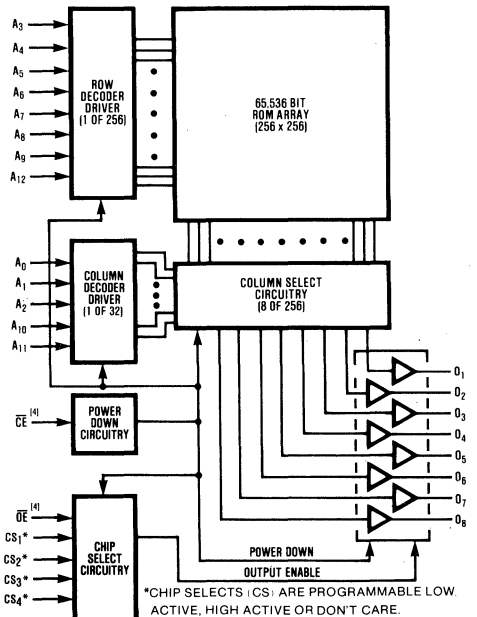 A3
A4
A5
A6
A7
A8
A9
A12
ROW
DECODER
DRIVER
(1 OF 256)
65,536 BIT
ROM ARRAY
(256 x 256)
A0
A1
A2
A10
A11
COLUMN
DECODER
DRIVER
(1 OF 32)
COLUMN SELECT
CIRCUITRY
(8 OF 256)
O1
O2
O3
O4
O5
O6
O7
O8
CE [4]
POWER
DOWN
CIRCUITRY
OE [4]
CS1*
CS2*
CS3*
CS4*
CHIP
SELECT
CIRCUITRY
POWER DOWN
OUTPUT ENABLE
*CHIP SELECTS (CS) ARE PROGRAMMABLE LOW
ACTIVE, HIGH ACTIVE OR DON'T CARE.